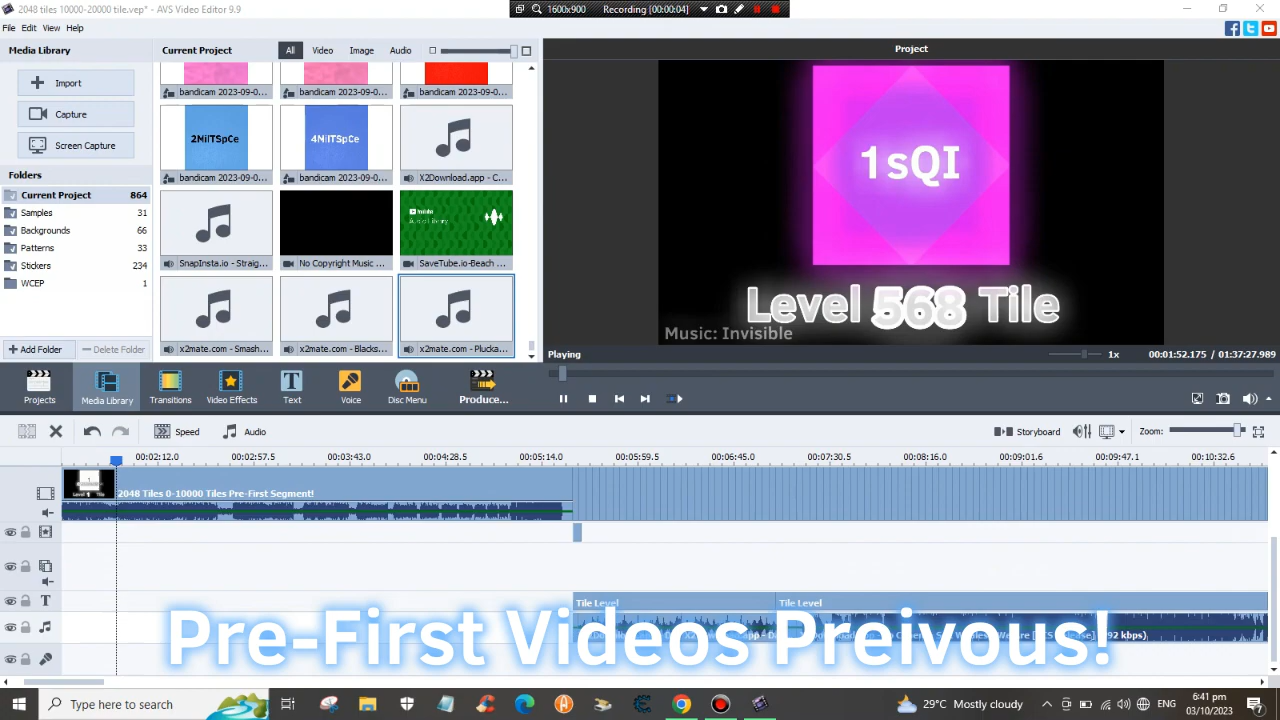 2048 tiles 10000-20000 tile.vep* - AVS Video Editor 9.9
1600x900
Recording [00:00:04]
File Edit View Help
Media Library
Current Project
All Video Image Audio
Project
Import
Capture
Screen Capture
Folders
Current Project 864
Samples 31
Backgrounds 66
Patterns 33
Stickers 234
WCEP 1
Add Folder
Delete Folder
bandicam 2023-09-0...
bandicam 2023-09-0...
bandicam 2023-09-0...
2MilTSpCe
4NilTSpCe
bandicam 2023-09-0...
bandicam 2023-09-0...
X2Download.app - C...
SnapInsta.io - Straig...
No Copyright Music ...
SaveTube.io-Beach ...
x2mate.com - Smash...
x2mate.com - Blacks...
x2mate.com - Plucka...
1sQI
Level 568 Tile
Music: Invisible
Playing
1x
00:01:52.175 / 01:37:27.989
Projects
Media Library
Transitions
Video Effects
Text
Voice
Disc Menu
Produce...
Speed
Audio
Storyboard
Zoom:
00:02:12.0 00:02:57.5 00:03:43.0 00:04:28.5 00:05:14.0 00:05:59.5 00:06:45.0 00:07:30.5 00:08:16.0 00:09:01.6 00:09:47.1 00:10:32.6
2048 Tiles 0-10000 Tiles Pre-First Segment!
Tile Level
Tile Level
Pre-First Videos Preivous!
Type here to search
29°C Mostly cloudy
ENG
6:41 pm
03/10/2023